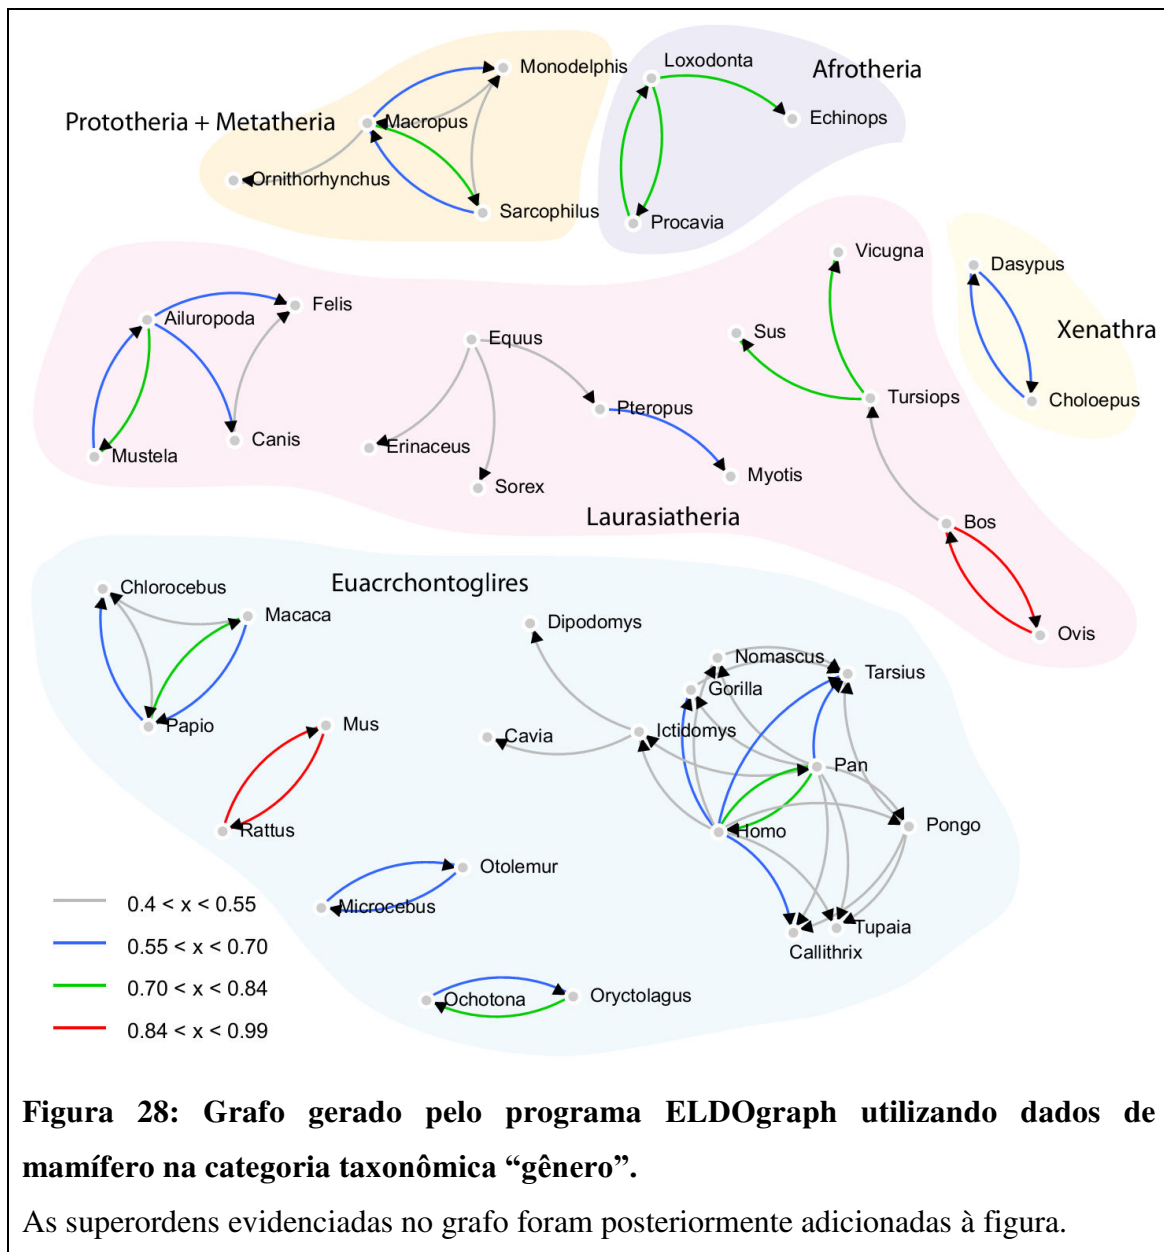 Monodelphis
Loxodonta
Afrotheria
Echinops
Prototheria + Metatheria
Macropus
Ornithorhynchus
Sarcophilus
Procavia
Vicugna
Dasypus
Felis
Ailuropoda
Sus
Equus
Xenathra
Pteropus
Tursiops
Choloepus
Canis
Erinaceus
Mustela
Sorex
Myotis
Laurasiatheria
Bos
Ovis
Euacrchontoglires
Chlorocebus
Macaca
Dipodomys
Nomascus
Tarsius
Gorilla
Papio
Mus
Cavia
Ictidomys
Pan
Rattus
Homo
Pongo
Otolemur
Microcebus
Tupaia
Callithrix
Ochotona
Oryctolagus
0.4 < x < 0.55
0.55 < x < 0.70
0.70 < x < 0.84
0.84 < x < 0.99
Figura 28: Grafo gerado pelo programa ELDOgraph utilizando dados de
mamífero na categoria taxonômica “gênero”.
As superordens evidenciadas no grafo foram posteriormente adicionadas à figura.